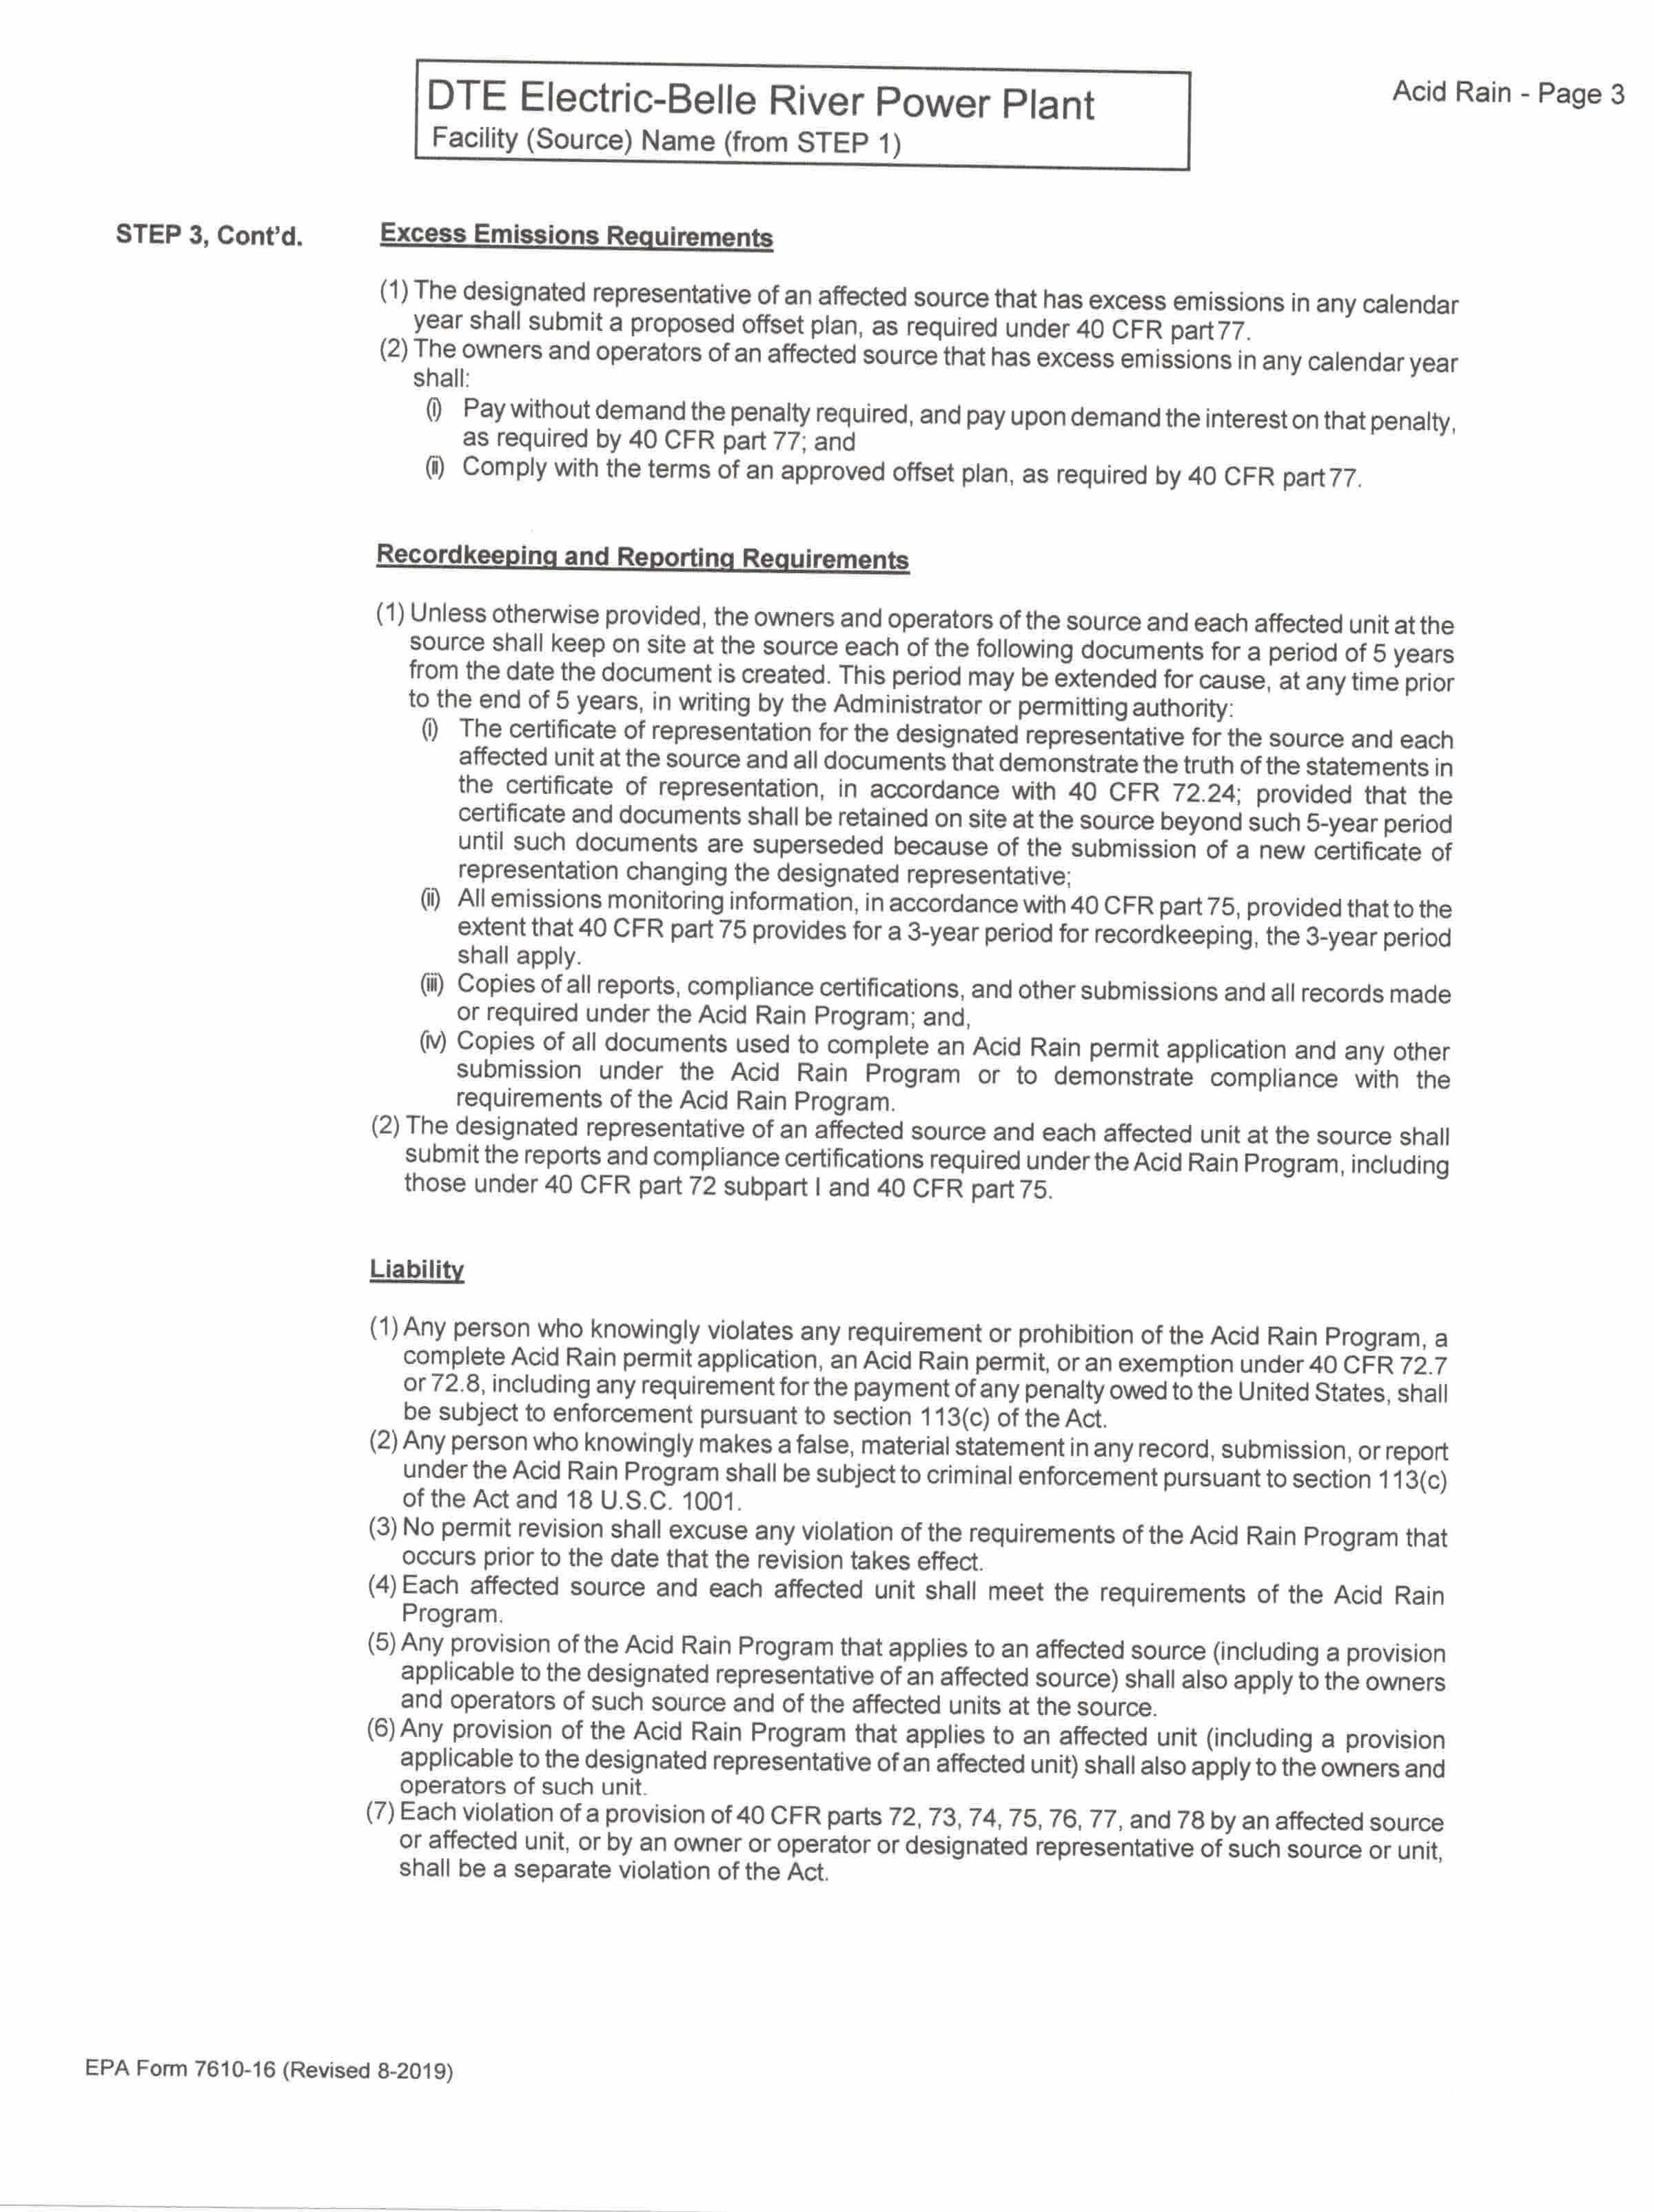 DTE Electric-Belle River Power Plant
Facility (Source) Name (from STEP 1)
Acid Rain - Page 3
STEP 3, Cont'd.
Excess Emissions Requirements
(1) The designated representative of an affected source that has excess emissions in any calendar
year shall submit a proposed offset plan, as required under 40 CFR part 77.
(2) The owners and operators of an affected source that has excess emissions in any calendar year
shall:
(i) Pay without demand the penalty required, and pay upon demand the interest on that penalty,
as required by 40 CFR part 77; and
(ii) Comply with the terms of an approved offset plan, as required by 40 CFR part 77.
Recordkeeping and Reporting Requirements
(1) Unless otherwise provided, the owners and operators of the source and each affected unit at the
source shall keep on site at the source each of the following documents for a period of 5 years
from the date the document is created. This period may be extended for cause, at any time prior
to the end of 5 years, in writing by the Administrator or permitting authority:
(i) The certificate of representation for the designated representative for the source and each
affected unit at the source and all documents that demonstrate the truth of the statements in
the certificate of representation, in accordance with 40 CFR 72.24; provided that the
certificate and documents shall be retained on site at the source beyond such 5-year period
until such documents are superseded because of the submission of a new certificate of
representation changing the designated representative;
(ii) All emissions monitoring information, in accordance with 40 CFR part 75, provided that to the
extent that 40 CFR part 75 provides for a 3-year period for recordkeeping, the 3-year period
shall apply.
(iii) Copies of all reports, compliance certifications, and other submissions and all records made
or required under the Acid Rain Program; and,
(iv) Copies of all documents used to complete an Acid Rain permit application and any other
submission under the Acid Rain Program or to demonstrate compliance with the
requirements of the Acid Rain Program.
(2) The designated representative of an affected source and each affected unit at the source shall
submit the reports and compliance certifications required under the Acid Rain Program, including
those under 40 CFR part 72 subpart I and 40 CFR part 75.
Liability
(1) Any person who knowingly violates any requirement or prohibition of the Acid Rain Program, a
complete Acid Rain permit application, an Acid Rain permit, or an exemption under 40 CFR 72.7
or 72.8, including any requirement for the payment of any penalty owed to the United States, shall
be subject to enforcement pursuant to section 113(c) of the Act.
(2) Any person who knowingly makes a false, material statement in any record, submission, or report
under the Acid Rain Program shall be subject to criminal enforcement pursuant to section 113(c)
of the Act and 18 U.S.C. 1001.
(3) No permit revision shall excuse any violation of the requirements of the Acid Rain Program that
occurs prior to the date that the revision takes effect.
(4) Each affected source and each affected unit shall meet the requirements of the Acid Rain
Program.
(5) Any provision of the Acid Rain Program that applies to an affected source (including a provision
applicable to the designated representative of an affected source) shall also apply to the owners
and operators of such source and of the affected units at the source.
(6) Any provision of the Acid Rain Program that applies to an affected unit (including a provision
applicable to the designated representative of an affected unit) shall also apply to the owners and
operators of such unit.
(7) Each violation of a provision of 40 CFR parts 72, 73, 74, 75, 76, 77, and 78 by an affected source
or affected unit, or by an owner or operator or designated representative of such source or unit,
shall be a separate violation of the Act.
EPA Form 7610-16 (Revised 8-2019)